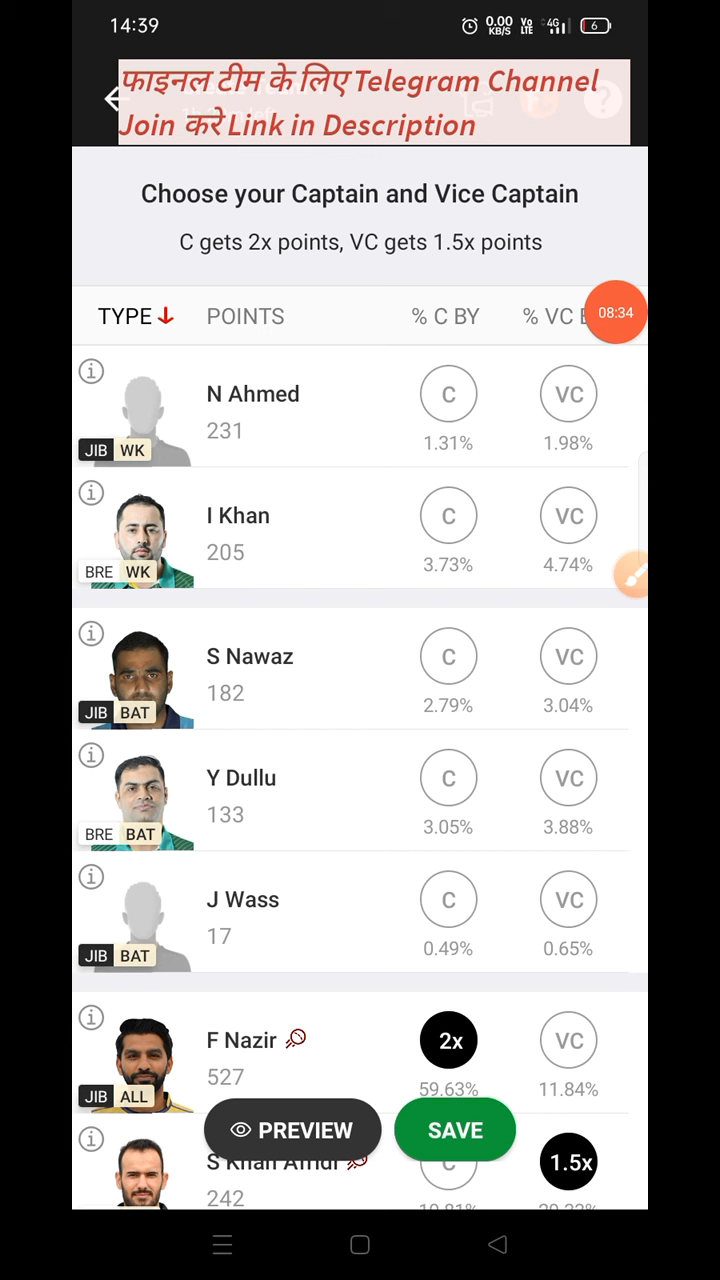 14:39
0.00
KB/S
Vo
LTE
4G
6
फाइनल टीम के लिए Telegram Channel
Join करे Link in Description
Choose your Captain and Vice Captain
C gets 2x points, VC gets 1.5x points
TYPE POINTS % C BY % VC
08:34
N Ahmed
231
C
VC
1.31%
1.98%
JIB WK
I Khan
205
C
VC
3.73%
4.74%
BRE WK
S Nawaz
182
C
VC
2.79%
3.04%
JIB BAT
Y Dullu
133
C
VC
3.05%
3.88%
BRE BAT
J Wass
17
C
VC
0.49%
0.65%
JIB BAT
F Nazir
527
2x
VC
59.63%
11.84%
JIB ALL
PREVIEW
SAVE
S Khan Afridi
242
C
1.5x